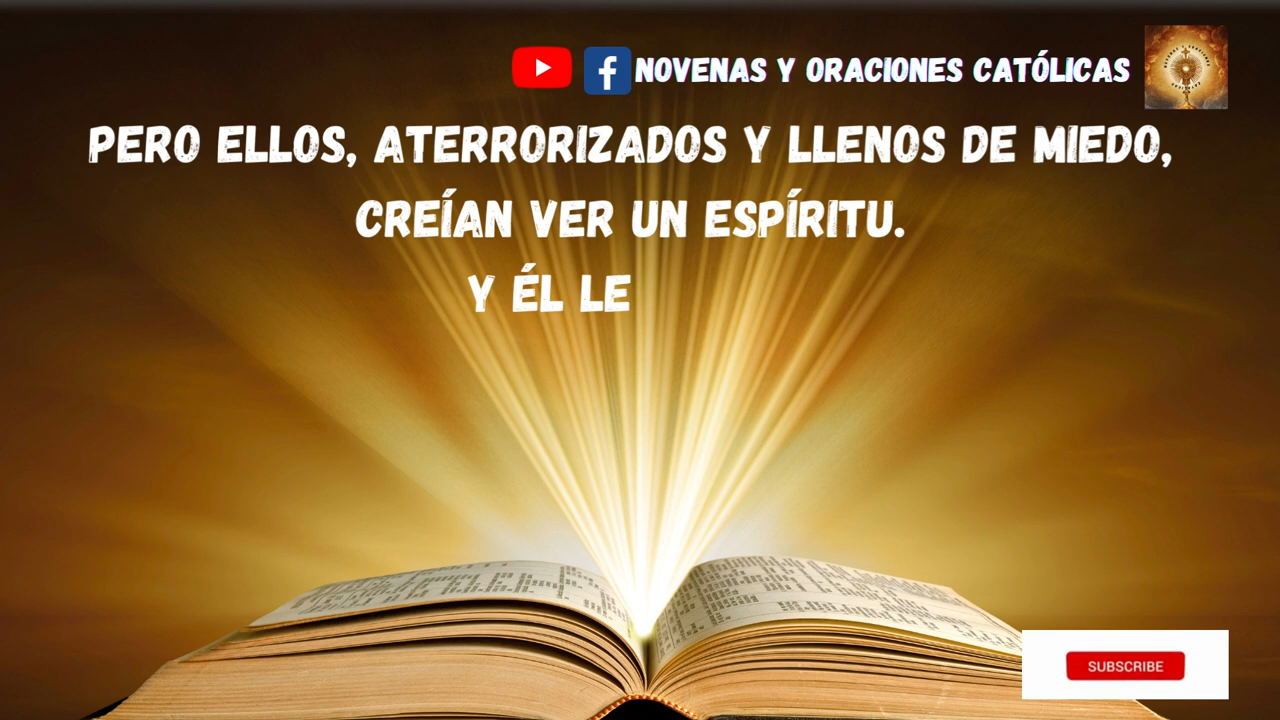 NOVENAS Y ORACIONES CATÓLICAS
PERO ELLOS, ATERRORIZADOS Y LLENOS DE MIEDO,
CREÍAN VER UN ESPÍRITU.
Y ÉL LE
SUBSCRIBE